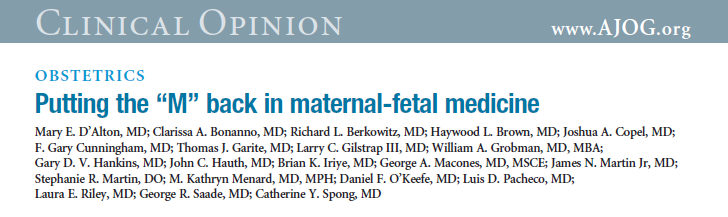 CLINICAL OPINION
www.AJOG.org
OBSTETRICS
Putting the “M” back in maternal-fetal medicine
Mary E. D’Alton, MD; Clarissa A. Bonanno, MD; Richard L. Berkowitz, MD; Haywood L. Brown, MD; Joshua A. Copel, MD;
F. Gary Cunningham, MD; Thomas J. Garite, MD; Larry C. Gilstrap III, MD; William A. Grobman, MD, MBA;
Gary D. V. Hankins, MD; John C. Hauth, MD; Brian K. Iriye, MD; George A. Macones, MD, MSCE; James N. Martin Jr, MD;
Stephanie R. Martin, DO; M. Kathryn Menard, MD, MPH; Daniel F. O’Keefe, MD; Luis D. Pacheco, MD;
Laura E. Riley, MD; George R. Saade, MD; Catherine Y. Spong, MD